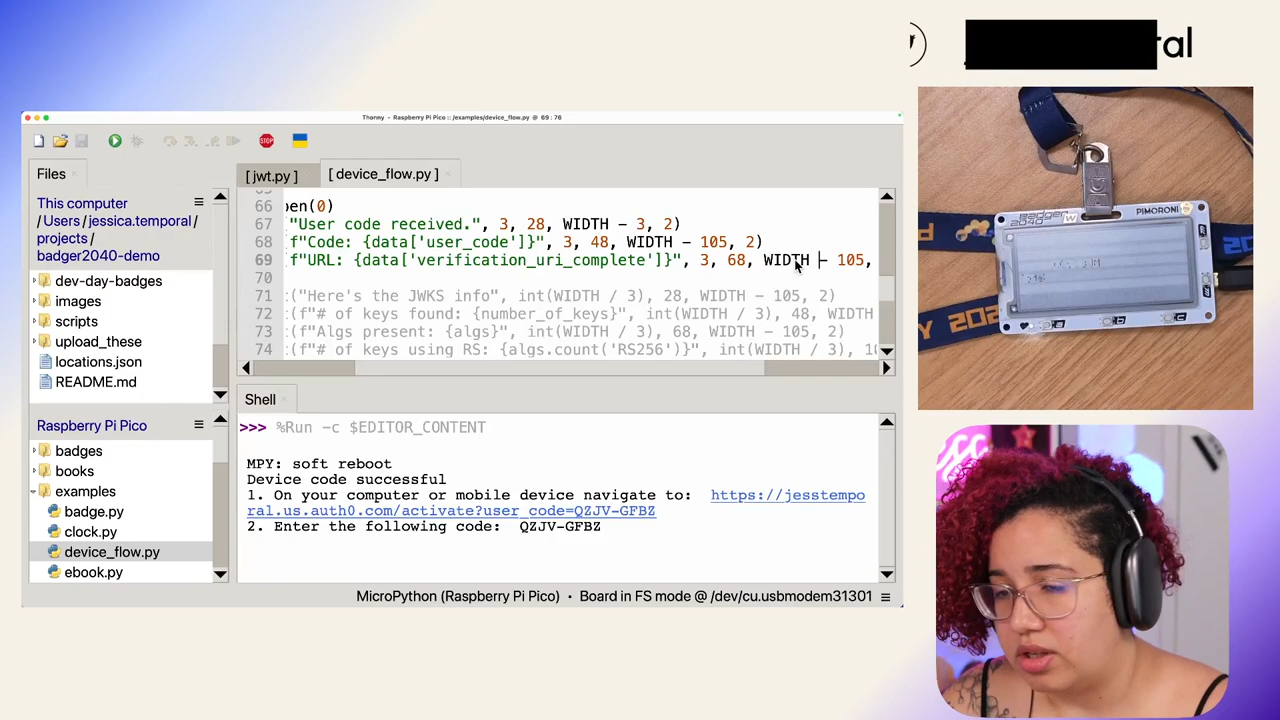 ral
Thonny - Raspberry Pi Pico :: /examples/device_flow.py @ 69 : 76
Files
This computer
/ Users / jessica.temporal /
projects /
badger2040-demo
dev-day-badges
images
scripts
upload_these
locations.json
README.md
Raspberry Pi Pico
badges
books
examples
badge.py
clock.py
device_flow.py
ebook.py
[ jwt.py ]
[ device_flow.py ]
66 pen(0)
67 "User code received.", 3, 28, WIDTH - 3, 2)
68 f"Code: {data['user_code']}", 3, 48, WIDTH - 105, 2)
69 f"URL: {data['verification_uri_complete']}", 3, 68, WIDTH - 105,
70
71 t("Here's the JWKS info", int(WIDTH / 3), 28, WIDTH - 105, 2)
72 t(f"# of keys found: {number_of_keys}", int(WIDTH / 3), 48, WIDTH
73 t(f"Algs present: {algs}", int(WIDTH / 3), 68, WIDTH - 105, 2)
74 t(f"# of keys using RS: {algs.count('RS256')}", int(WIDTH / 3), 10
Shell
>>> %Run -c $EDITOR_CONTENT
MPY: soft reboot
Device code successful
1. On your computer or mobile device navigate to: https://jesstempo
ral.us.auth0.com/activate?user_code=QZJV-GFBZ
2. Enter the following code: QZJV-GFBZ
MicroPython (Raspberry Pi Pico) • Board in FS mode @ /dev/cu.usbmodem31301
STOP
badger
2040 W
PIMORONI